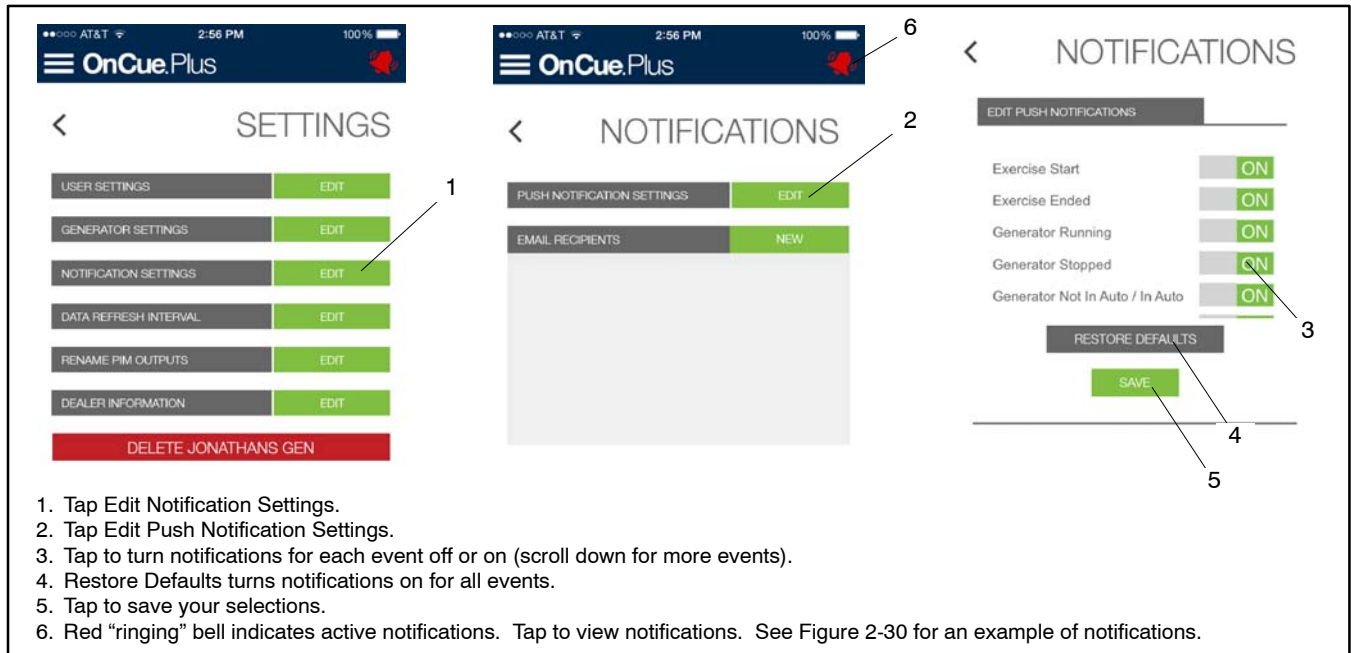 ●●○○○ AT&T 2:56 PM 100%
OnCue.Plus
SETTINGS
USER SETTINGS EDIT
GENERATOR SETTINGS EDIT
NOTIFICATION SETTINGS EDIT
DATA REFRESH INTERVAL EDIT
RENAME PIM OUTPUTS EDIT
DEALER INFORMATION EDIT
DELETE JONATHANS GEN
1
●●○○○ AT&T 2:56 PM 100%
OnCue.Plus
6
NOTIFICATIONS
2
PUSH NOTIFICATION SETTINGS EDIT
EMAIL RECIPIENTS NEW
NOTIFICATIONS
EDIT PUSH NOTIFICATIONS
Exercise Start ON
Exercise Ended ON
Generator Running ON
Generator Stopped ON
Generator Not In Auto / In Auto ON
3
RESTORE DEFAULTS
SAVE
4
5
1. Tap Edit Notification Settings.
2. Tap Edit Push Notification Settings.
3. Tap to turn notifications for each event off or on (scroll down for more events).
4. Restore Defaults turns notifications on for all events.
5. Tap to save your selections.
6. Red “ringing” bell indicates active notifications. Tap to view notifications. See Figure 2-30 for an example of notifications.